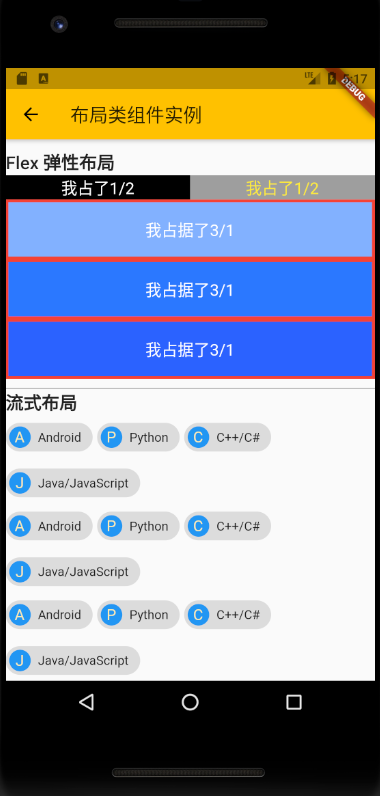 LTE 5:17
DEBUG
布局类组件实例
Flex 弹性布局
我占了1/2 我占了1/2
我占据了3/1
我占据了3/1
我占据了3/1
流式布局
A Android P Python C C++/C#
J Java/JavaScript
A Android P Python C C++/C#
J Java/JavaScript
A Android P Python C C++/C#
J Java/JavaScript